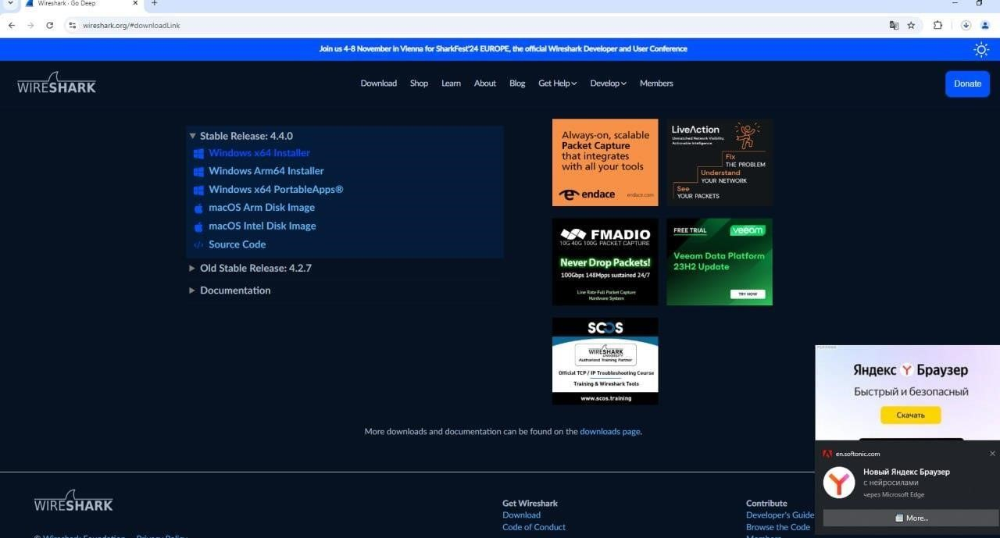 Wireshark · Go Deep
wireshark.org/#downloadLink
Join us 4-8 November in Vienna for SharkFest'24 EUROPE, the official Wireshark Developer and User Conference
WIRESHARK
Download
Shop
Learn
About
Blog
Get Help
Develop
Members
Donate
Stable Release: 4.4.0
Windows x64 Installer
Windows Arm64 Installer
Windows x64 PortableApps®
macOS Arm Disk Image
macOS Intel Disk Image
Source Code
Old Stable Release: 4.2.7
Documentation
Always-on, scalable
Packet Capture
that integrates
with all your tools
endace
endace.com
LiveAction
Unmatched Network Visibility.
Actionable Intelligence.
Fix
THE PROBLEM
Understand
YOUR NETWORK
See
YOUR PACKETS
FMADIO
10G 40G 100G PACKET CAPTURE
Never Drop Packets!
100Gbps 148Mpps sustained 24/7
Line Rate Full Packet Capture
Hardware System
FREE TRIAL
veeam
Veeam Data Platform
23H2 Update
TRY NOW
SCOS
WIRESHARK
UNIVERSITY
Authorized Training Partner
Official TCP / IP Troubleshooting Course
Training & Wireshark Tools
www.scos.training
More downloads and documentation can be found on the downloads page.
WIRESHARK
© Wireshark Foundation · Privacy Policy
Get Wireshark
Download
Code of Conduct
Contribute
Developer's Guide
Browse the Code
Яндекс Браузер
Быстрый и безопасный
Скачать
en.softonic.com
Новый Яндекс Браузер
с нейросилами
через Microsoft Edge
More...